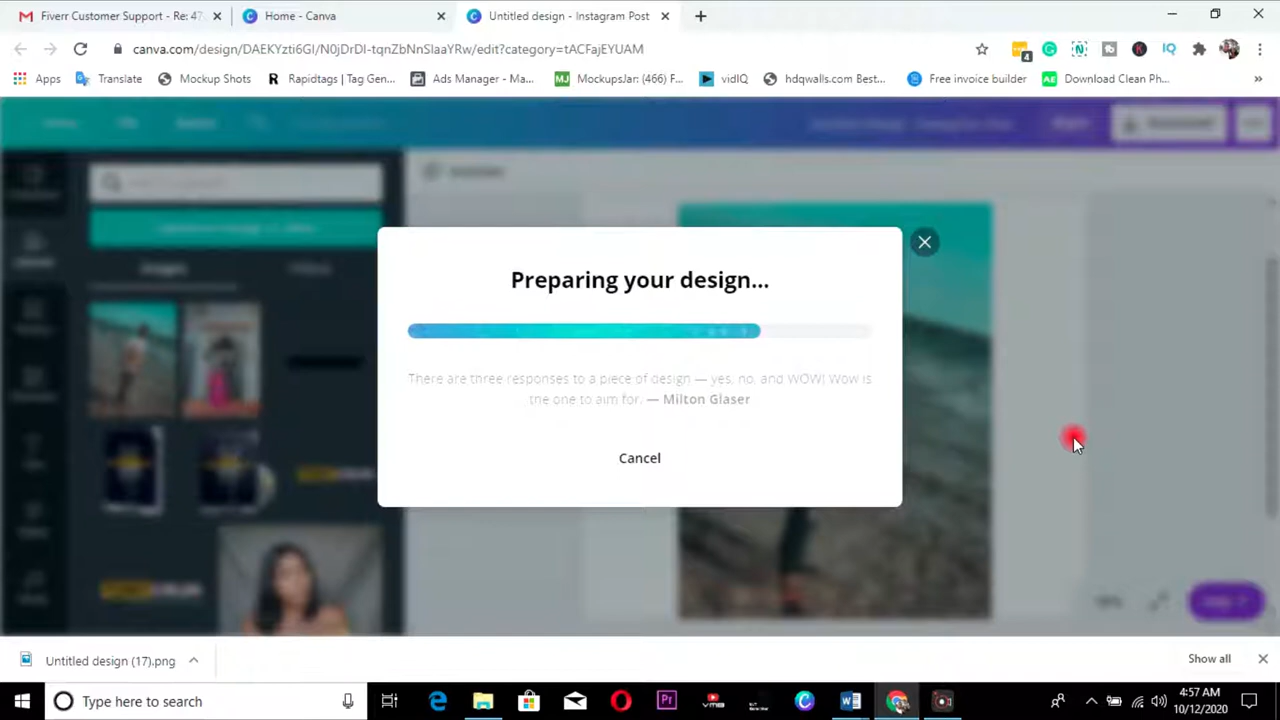 Fiverr Customer Support - Re: 47
Home - Canva
Untitled design - Instagram Post
canva.com/design/DAEKYzti6GI/N0jDrDI-tqnZbNnSIaaYRw/edit?category=tACFajEYUAM
4
IQ
Apps
Translate
Mockup Shots
Rapidtags | Tag Gen...
Ads Manager - Ma...
MockupsJar: (466) F...
vidIQ
hdqwalls.com Best...
Free invoice builder
Download Clean Ph...
Preparing your design...
There are three responses to a piece of design — yes, no, and WOW! Wow is
the one to aim for. — Milton Glaser
Cancel
Untitled design (17).png
Show all
Type here to search
4:57 AM
10/12/2020